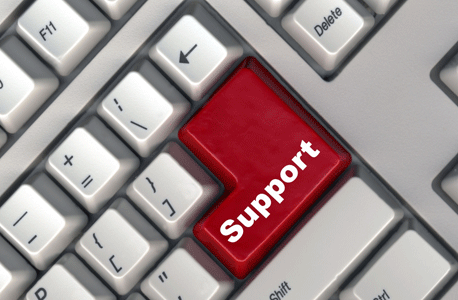 F11
Delete
←
|
\
+
=
}
]
Support
—
-
{
[
"
Shift
Ctrl
P